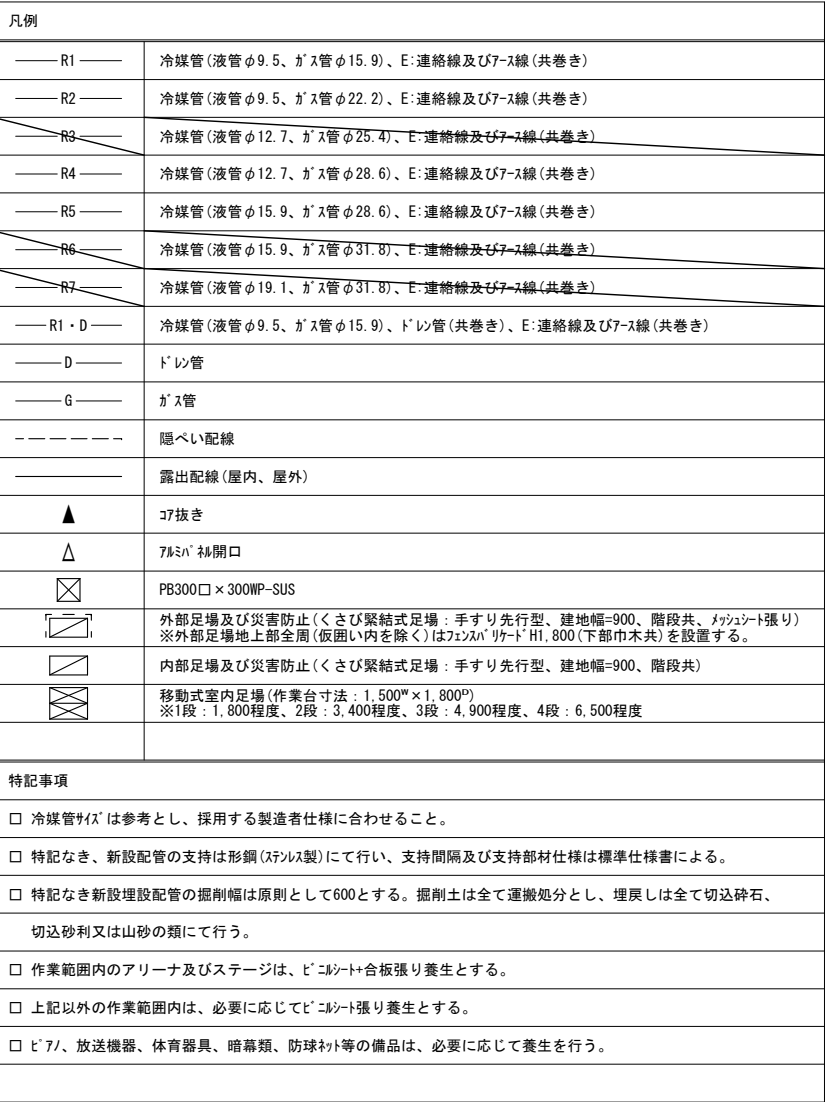 凡例
R1 冷媒管(液管φ9.5、ｶﾞｽ管φ15.9)、E:連絡線及びｱｰｽ線(共巻き)
R2 冷媒管(液管φ9.5、ｶﾞｽ管φ22.2)、E:連絡線及びｱｰｽ線(共巻き)
R3 冷媒管(液管φ12.7、ｶﾞｽ管φ25.4)、E:連絡線及びｱｰｽ線(共巻き)
R4 冷媒管(液管φ12.7、ｶﾞｽ管φ28.6)、E:連絡線及びｱｰｽ線(共巻き)
R5 冷媒管(液管φ15.9、ｶﾞｽ管φ28.6)、E:連絡線及びｱｰｽ線(共巻き)
R6 冷媒管(液管φ15.9、ｶﾞｽ管φ31.8)、E:連絡線及びｱｰｽ線(共巻き)
R7 冷媒管(液管φ19.1、ｶﾞｽ管φ31.8)、E:連絡線及びｱｰｽ線(共巻き)
R1・D 冷媒管(液管φ9.5、ｶﾞｽ管φ15.9)、ﾄﾞﾚﾝ管(共巻き)、E:連絡線及びｱｰｽ線(共巻き)
D ﾄﾞﾚﾝ管
G ｶﾞｽ管
隠ぺい配線
露出配線(屋内、屋外)
ｺｱ抜き
ｱﾙﾐﾊﾟﾈﾙ開口
PB300□×300WP-SUS
外部足場及び災害防止(くさび緊結式足場：手すり先行型、建地幅=900、階段共、ﾒｯｼｭｼｰﾄ張り)
※外部足場地上部全周(仮囲い内を除く)はﾌｪﾝｽﾊﾞﾘｹｰﾄﾞH1,800(下部巾木共)を設置する。
内部足場及び災害防止(くさび緊結式足場：手すり先行型、建地幅=900、階段共)
移動式室内足場(作業台寸法：1,500ᵂ×1,800ᴰ)
※1段：1,800程度、2段：3,400程度、3段：4,900程度、4段：6,500程度
特記事項
□ 冷媒管ｻｲｽﾞは参考とし、採用する製造者仕様に合わせること。
□ 特記なき、新設配管の支持は形鋼(ｽﾃﾝﾚｽ製)にて行い、支持間隔及び支持部材仕様は標準仕様書による。
□ 特記なき新設埋設配管の掘削幅は原則として600とする。掘削土は全て運搬処分とし、埋戻しは全て切込砕石、
切込砂利又は山砂の類にて行う。
□ 作業範囲内のアリーナ及びステージは、ﾋﾞﾆﾙｼｰﾄ+合板張り養生とする。
□ 上記以外の作業範囲内は、必要に応じてﾋﾞﾆﾙｼｰﾄ張り養生とする。
□ ﾋﾟｱﾉ、放送機器、体育器具、暗幕類、防球ﾈｯﾄ等の備品は、必要に応じて養生を行う。